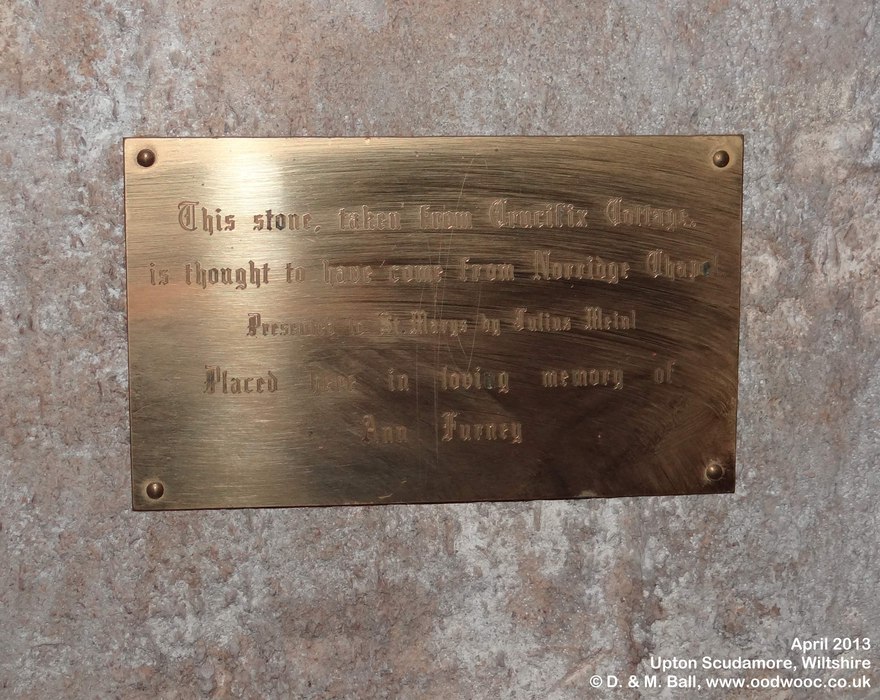 This stone, taken from Crucifix Cottage,
is thought to have come from Norridge Chapel
Presented to St. Marys by Julius Metal
Placed here in loving memory of
Ann Furney
April 2013
Upton Scudamore, Wiltshire
© D. & M. Ball, www.oodwooc.co.uk